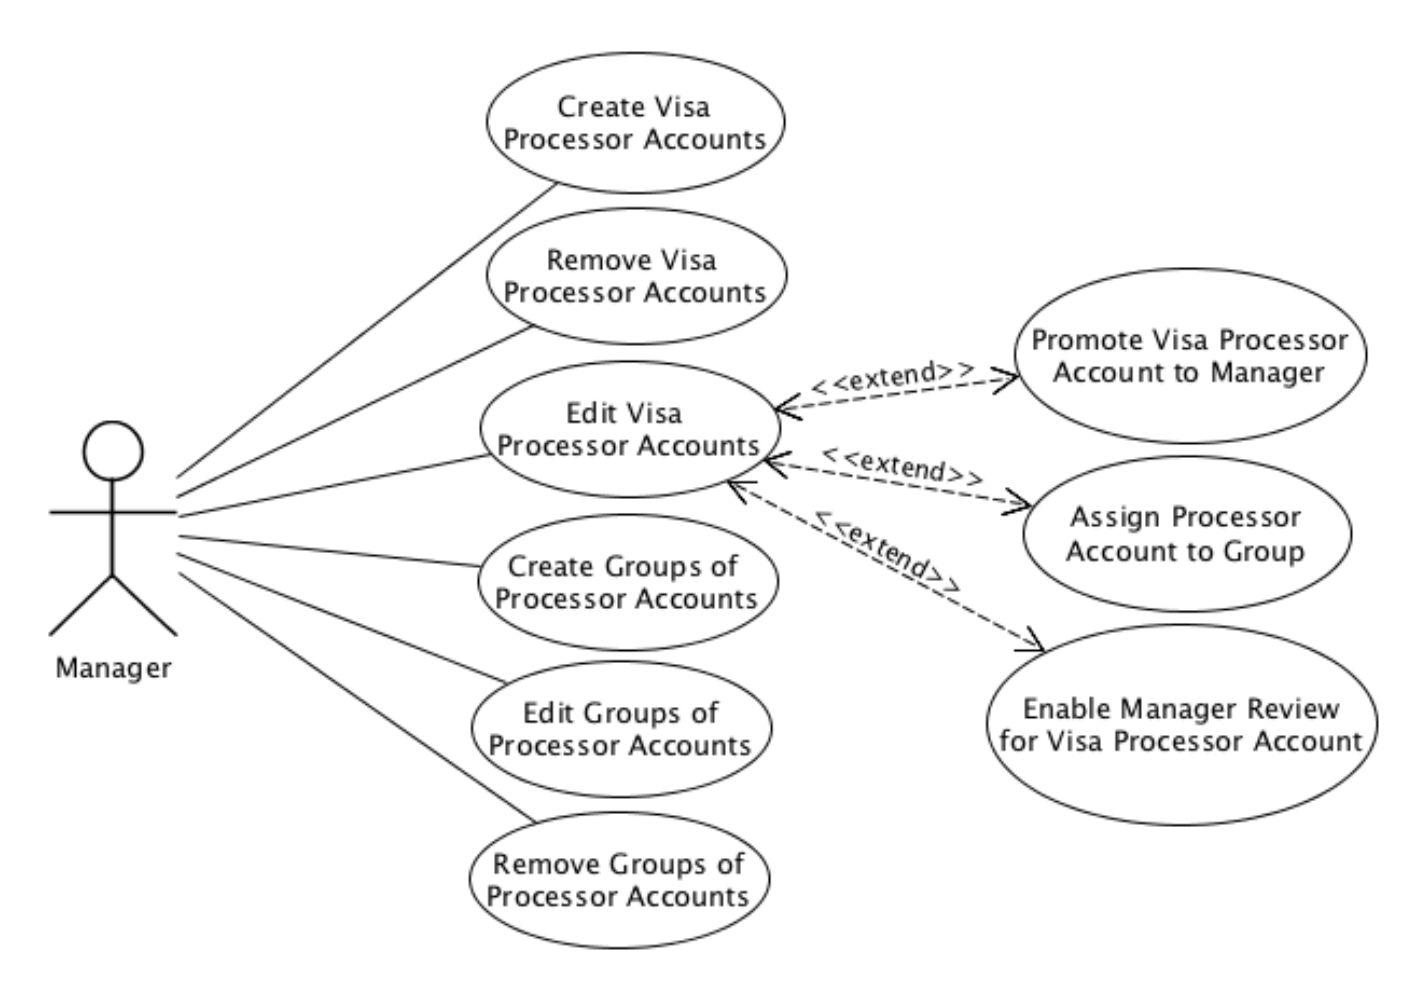 Create Visa
Processor Accounts
Remove Visa
Processor Accounts
Edit Visa
Processor Accounts
Create Groups of
Processor Accounts
Edit Groups of
Processor Accounts
Remove Groups of
Processor Accounts
Manager
<<extend>>
<<extend>>
<<extend>>
Promote Visa Processor
Account to Manager
Assign Processor
Account to Group
Enable Manager Review
for Visa Processor Account